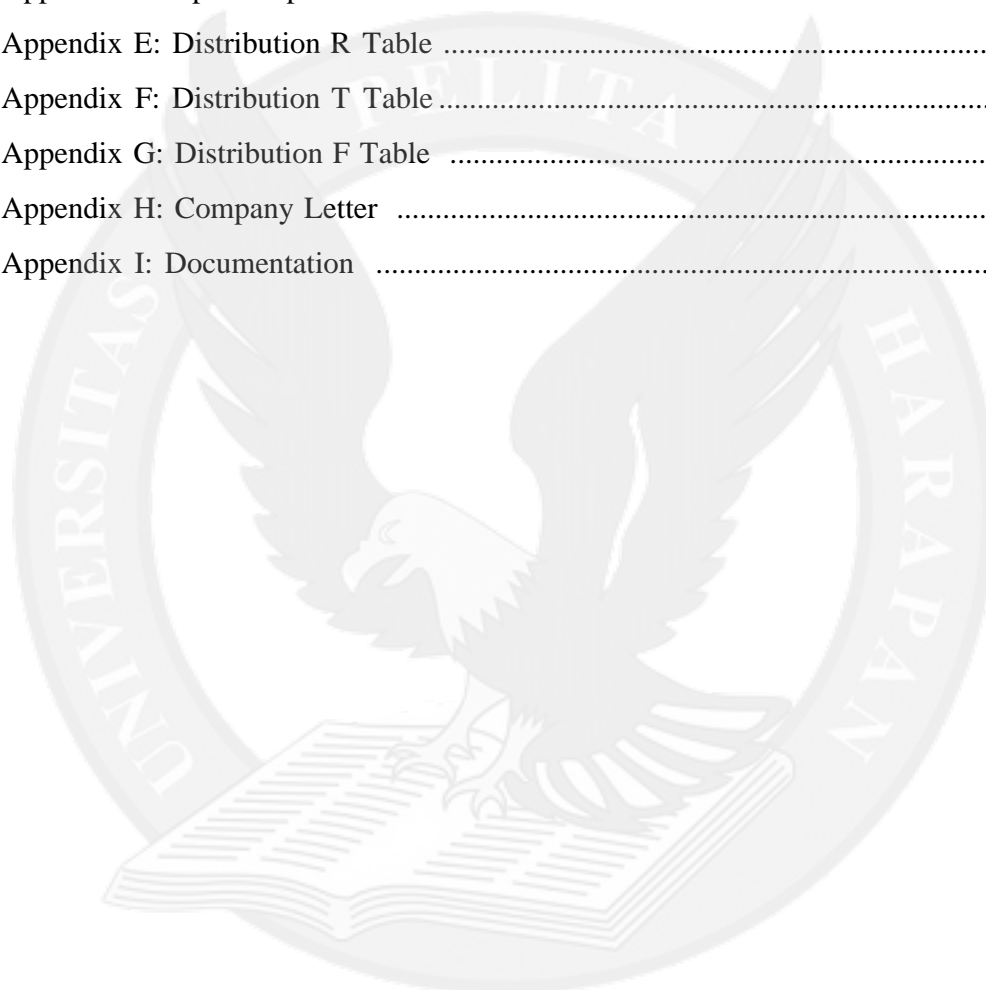 Appendix E: Distribution R Table ................................................................................
Appendix F: Distribution T Table ................................................................................
Appendix G: Distribution F Table ................................................................................
Appendix H: Company Letter ................................................................................
Appendix I: Documentation ................................................................................
UNIVERSITAS PELITA HARAPAN